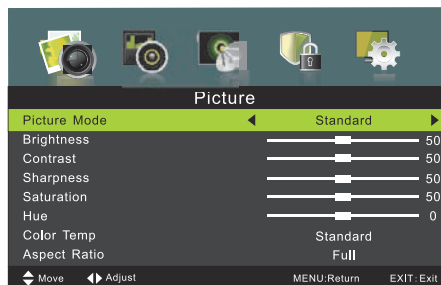 Picture
Picture Mode Standard
Brightness 50
Contrast 50
Sharpness 50
Saturation 50
Hue 0
Color Temp Standard
Aspect Ratio Full
Move Adjust MENU:Return EXIT:Exit